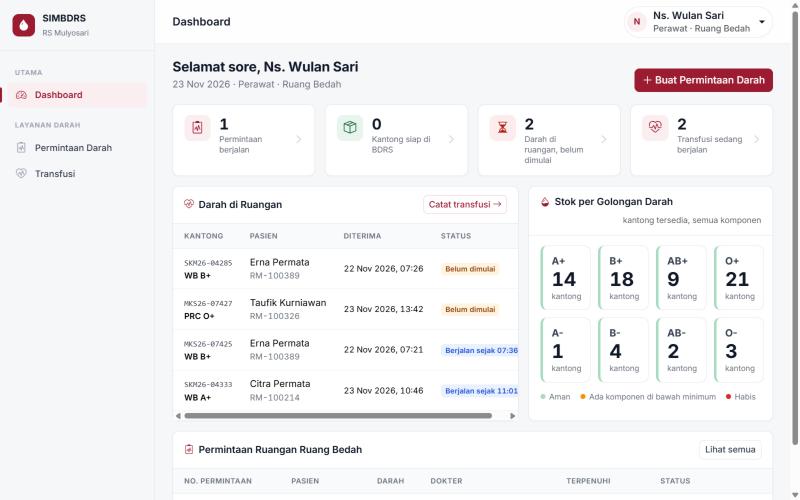 SIMBDRS
RS Mulyosari
UTAMA
Dashboard
LAYANAN DARAH
Permintaan Darah
Transfusi
Dashboard
N
Ns. Wulan Sari
Perawat · Ruang Bedah
Selamat sore, Ns. Wulan Sari
23 Nov 2026 · Perawat · Ruang Bedah
+ Buat Permintaan Darah
1
Permintaan
berjalan
0
Kantong siap di
BDRS
2
Darah di
ruangan, belum
dimulai
2
Transfusi sedang
berjalan
Darah di Ruangan
Catat transfusi →
KANTONG PASIEN DITERIMA STATUS
SKM26-04285 Erna Permata 22 Nov 2026, 07:26 Belum dimulai
WB B+ RM-100389
MKS26-07427 Taufik Kurniawan 23 Nov 2026, 13:42 Belum dimulai
PRC O+ RM-100326
MKS26-07425 Erna Permata 22 Nov 2026, 07:21 Berjalan sejak 07:36
WB B+ RM-100389
SKM26-04333 Citra Permata 23 Nov 2026, 10:46 Berjalan sejak 11:01
WB A+ RM-100214
Stok per Golongan Darah
kantong tersedia, semua komponen
A+ B+ AB+ O+
14 18 9 21
kantong kantong kantong kantong
A- B- AB- O-
1 4 2 3
kantong kantong kantong kantong
Aman Ada komponen di bawah minimum Habis
Permintaan Ruangan Ruang Bedah
Lihat semua
NO. PERMINTAAN PASIEN DARAH DOKTER TERPENUHI STATUS